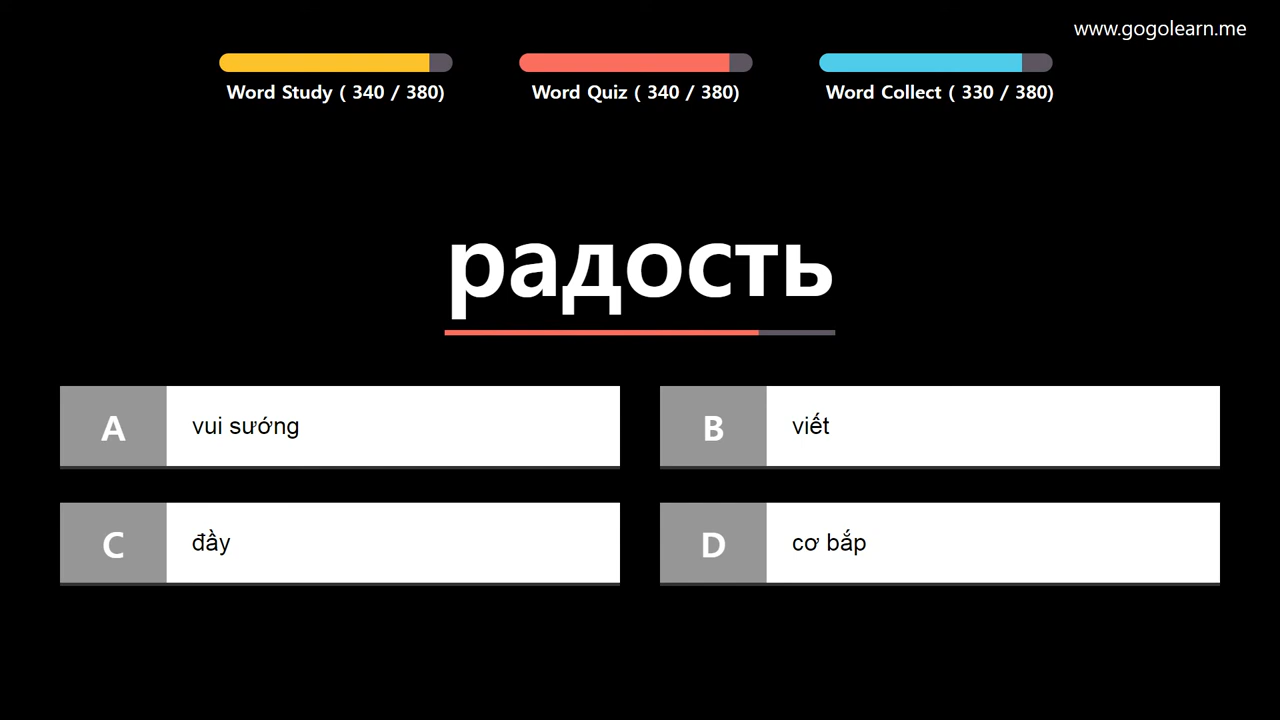 www.gogolearn.me
Word Study ( 340 / 380)
Word Quiz ( 340 / 380)
Word Collect ( 330 / 380)
радость
A vui sướng
B viết
C đầy
D cơ bắp